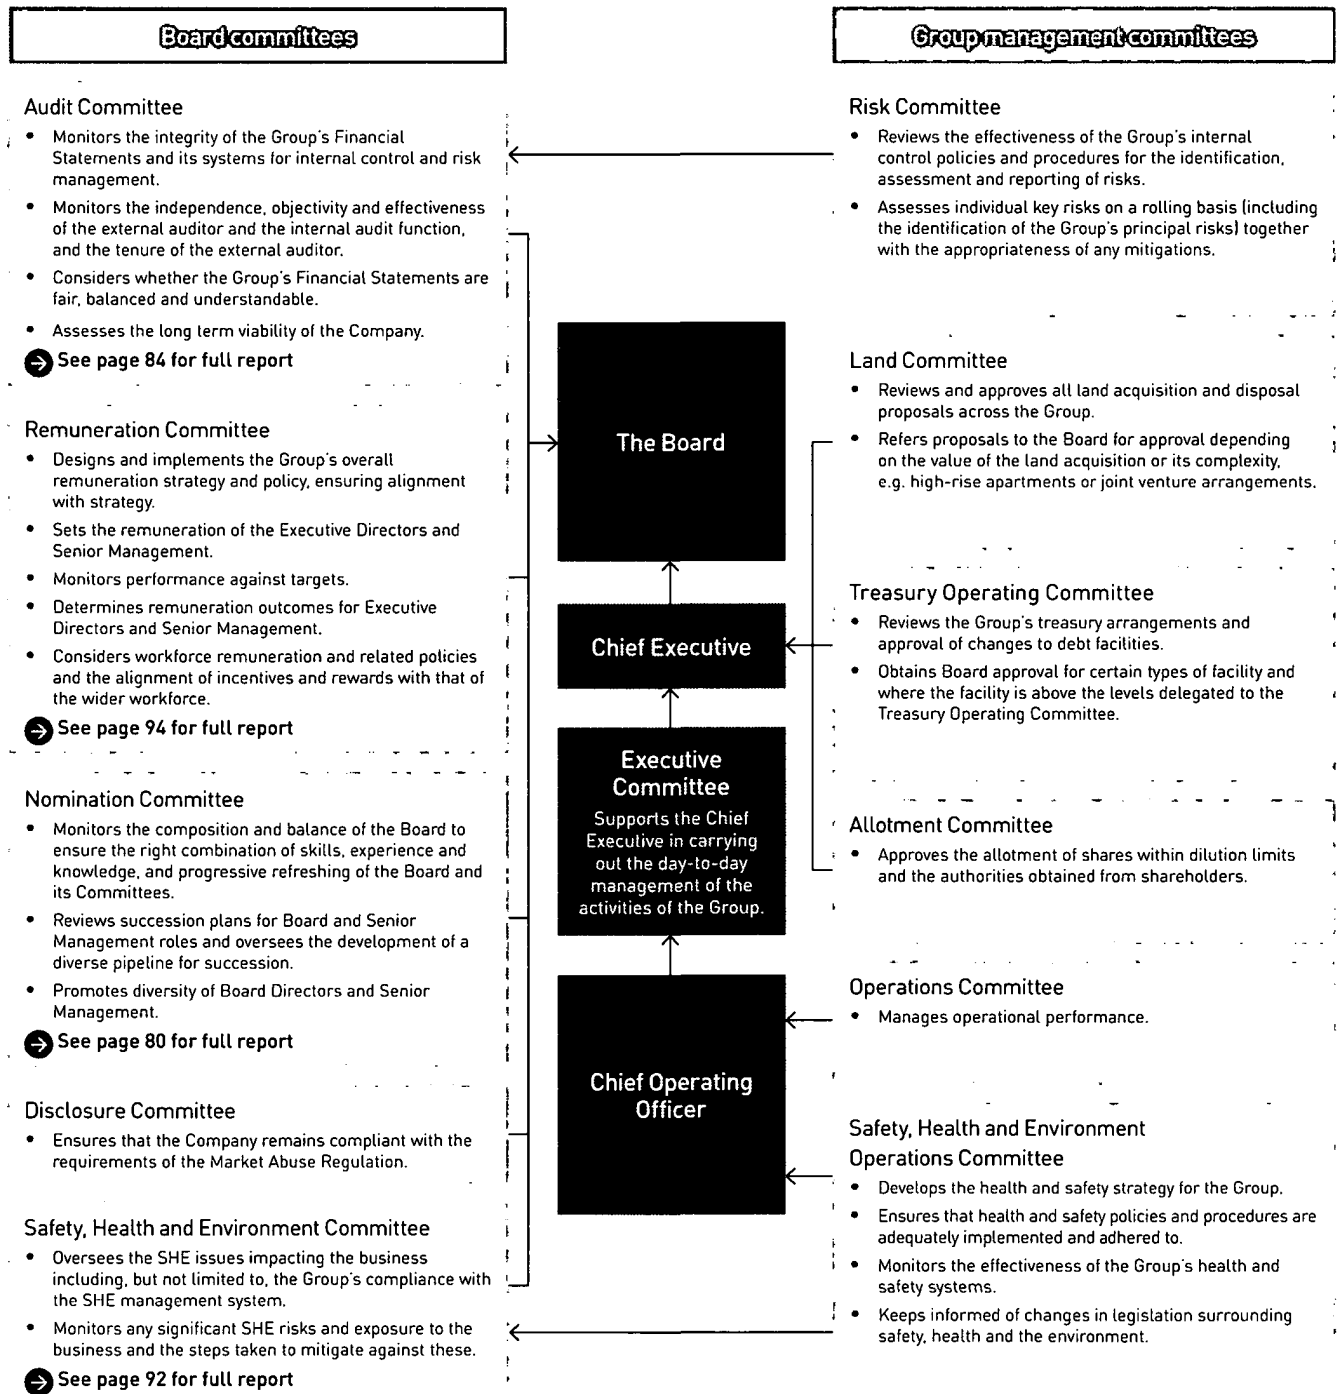 Board committees
Audit Committee
• Monitors the integrity of the Group's Financial
Statements and its systems for internal control and risk
management.
• Monitors the independence, objectivity and effectiveness
of the external auditor and the internal audit function,
and the tenure of the external auditor.
• Considers whether the Group's Financial Statements are
fair, balanced and understandable.
• Assesses the long term viability of the Company.
See page 84 for full report
Remuneration Committee
• Designs and implements the Group's overall
remuneration strategy and policy, ensuring alignment
with strategy.
• Sets the remuneration of the Executive Directors and
Senior Management.
• Monitors performance against targets.
• Determines remuneration outcomes for Executive
Directors and Senior Management.
• Considers workforce remuneration and related policies
and the alignment of incentives and rewards with that of
the wider workforce.
See page 94 for full report
Nomination Committee
• Monitors the composition and balance of the Board to
ensure the right combination of skills, experience and
knowledge, and progressive refreshing of the Board and
its Committees.
• Reviews succession plans for Board and Senior
Management roles and oversees the development of a
diverse pipeline for succession.
• Promotes diversity of Board Directors and Senior
Management.
See page 80 for full report
Disclosure Committee
• Ensures that the Company remains compliant with the
requirements of the Market Abuse Regulation.
Safety, Health and Environment Committee
• Oversees the SHE issues impacting the business
including, but not limited to, the Group's compliance with
the SHE management system.
• Monitors any significant SHE risks and exposure to the
business and the steps taken to mitigate against these.
See page 92 for full report
The Board
Chief Executive
Executive
Committee
Supports the Chief
Executive in carrying
out the day-to-day
management of the
activities of the Group.
Chief Operating
Officer
Group management committees
Risk Committee
• Reviews the effectiveness of the Group's internal
control policies and procedures for the identification,
assessment and reporting of risks.
• Assesses individual key risks on a rolling basis (including
the identification of the Group's principal risks) together
with the appropriateness of any mitigations.
Land Committee
• Reviews and approves all land acquisition and disposal
proposals across the Group.
• Refers proposals to the Board for approval depending
on the value of the land acquisition or its complexity,
e.g. high-rise apartments or joint venture arrangements.
Treasury Operating Committee
• Reviews the Group's treasury arrangements and
approval of changes to debt facilities.
• Obtains Board approval for certain types of facility and
where the facility is above the levels delegated to the
Treasury Operating Committee.
Allotment Committee
• Approves the allotment of shares within dilution limits
and the authorities obtained from shareholders.
Operations Committee
• Manages operational performance.
Safety, Health and Environment
Operations Committee
• Develops the health and safety strategy for the Group.
• Ensures that health and safety policies and procedures are
adequately implemented and adhered to.
• Monitors the effectiveness of the Group's health and
safety systems.
• Keeps informed of changes in legislation surrounding
safety, health and the environment.